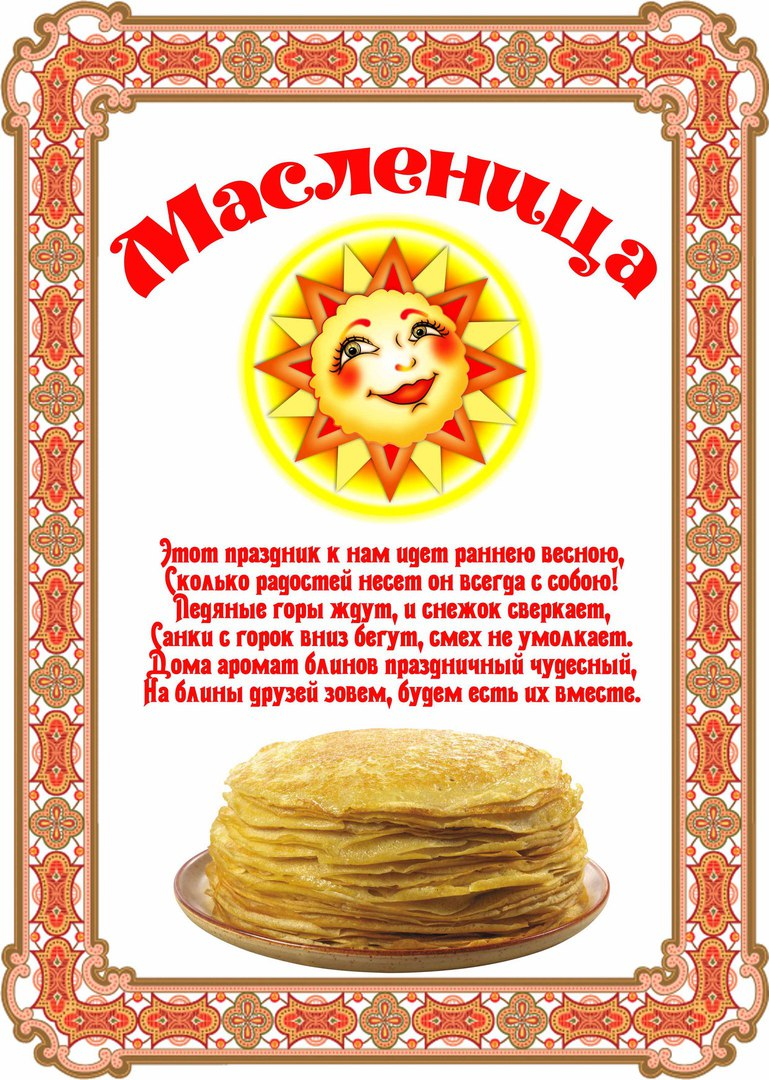 Масленица
Этот праздник к нам идет раннею весною,
Сколько радостей несет он всегда с собою!
Ледяные горы ждут, и снежок сверкает,
Санки с горок вниз бегут, смех не умолкает.
Дома аромат блинов праздничный чудесный,
На блины друзей зовем, будем есть их вместе.